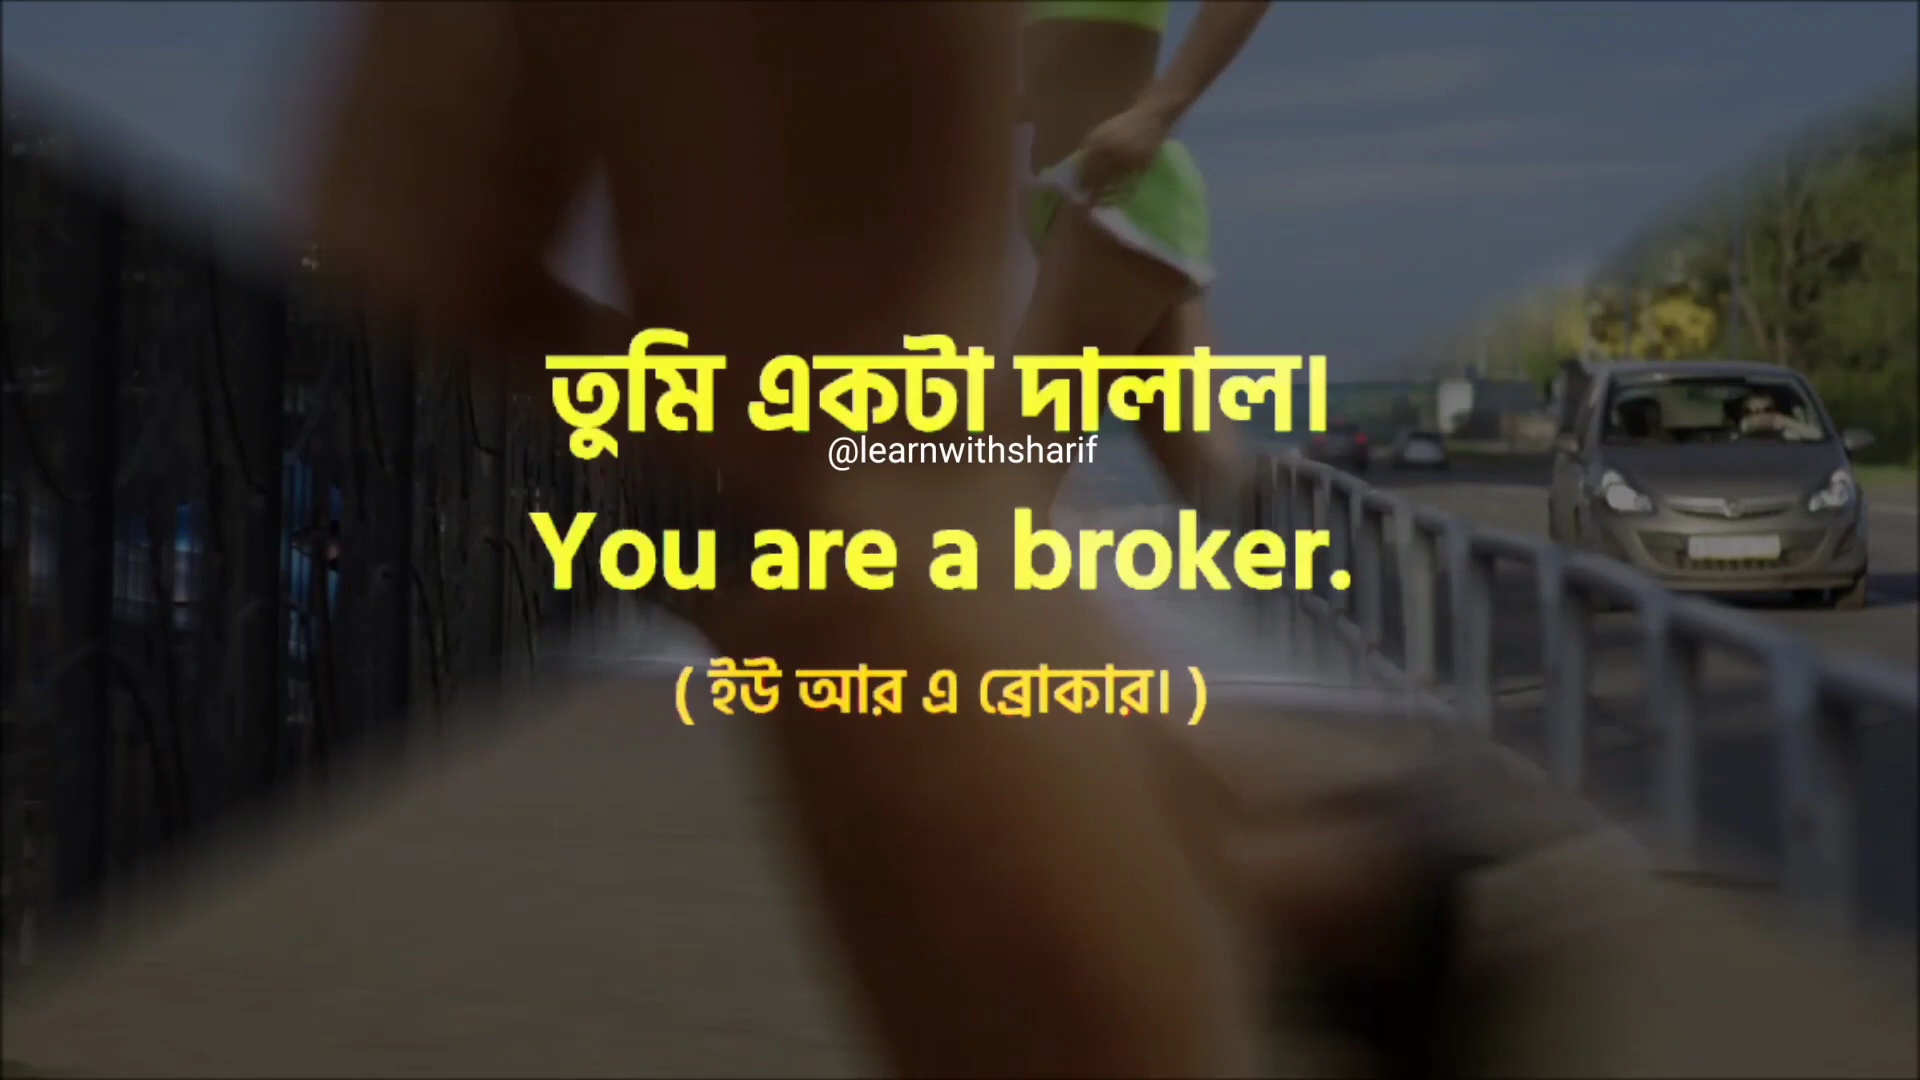 তুমি একটা দালাল।
@learnwithsharif
You are a broker.
( ইউ আর এ ব্রোকার। )